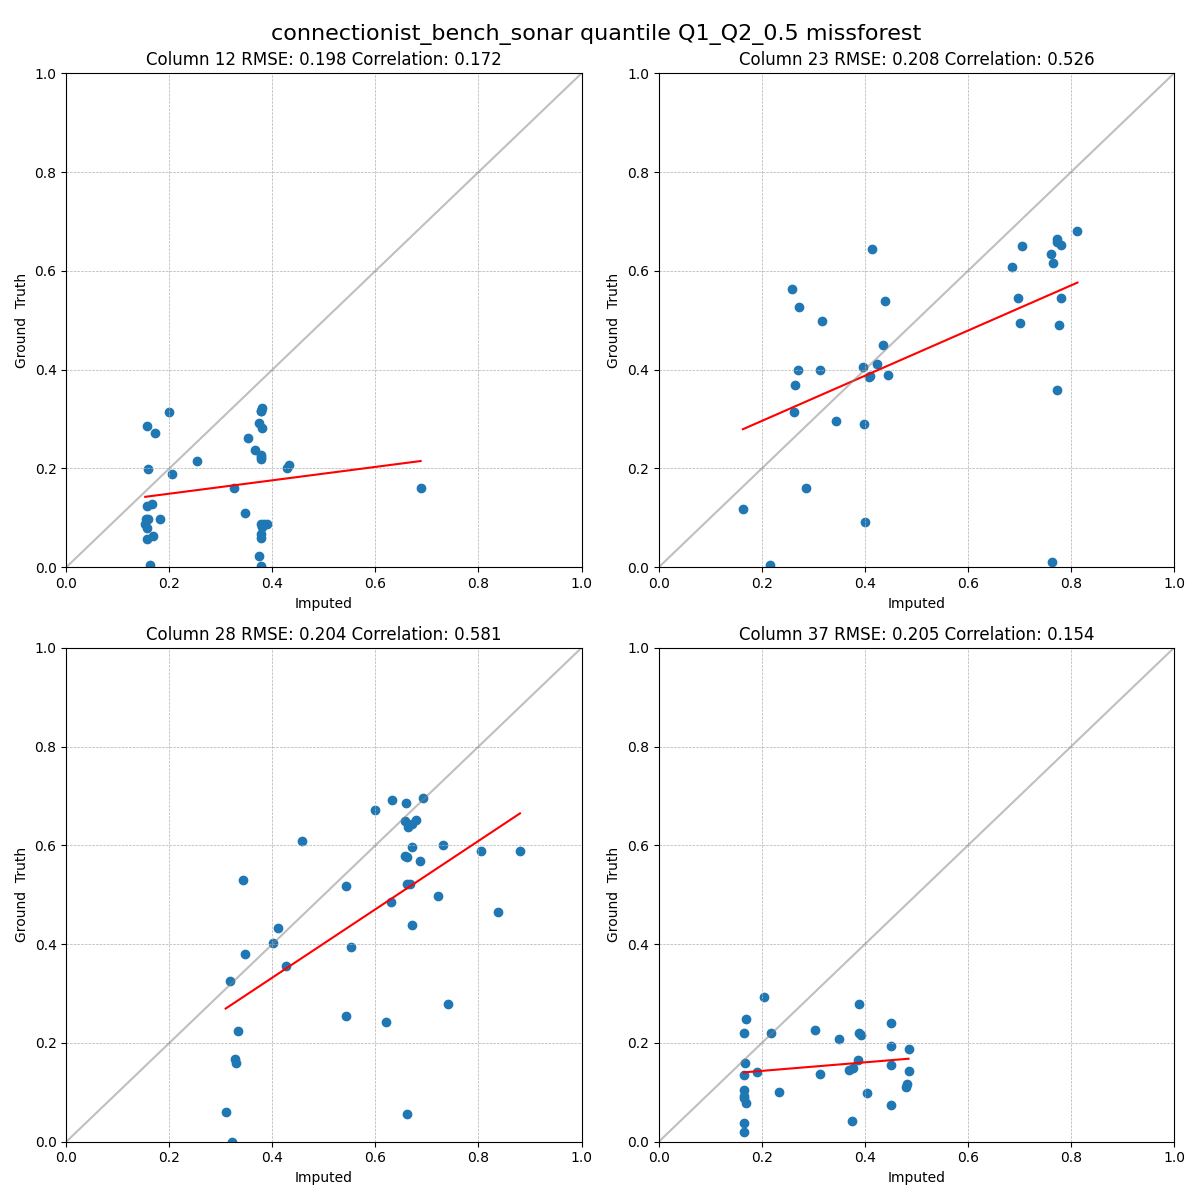 connectionist_bench_sonar quantile Q1_Q2_0.5 missforest
Column 12 RMSE: 0.198 Correlation: 0.172
1.0
0.8
0.6
0.4
0.2
0.0
Ground Truth
0.0 0.2 0.4 0.6 0.8 1.0
Imputed
Column 23 RMSE: 0.208 Correlation: 0.526
1.0
0.8
0.6
0.4
0.2
0.0
Ground Truth
0.0 0.2 0.4 0.6 0.8 1.0
Imputed
Column 28 RMSE: 0.204 Correlation: 0.581
1.0
0.8
0.6
0.4
0.2
0.0
Ground Truth
0.0 0.2 0.4 0.6 0.8 1.0
Imputed
Column 37 RMSE: 0.205 Correlation: 0.154
1.0
0.8
0.6
0.4
0.2
0.0
Ground Truth
0.0 0.2 0.4 0.6 0.8 1.0
Imputed